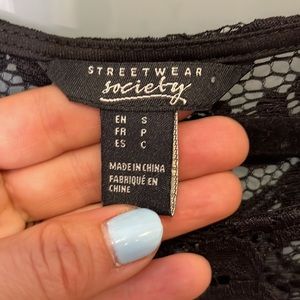 STREETWEAR
society
EN S
FR P
ES C
MADE IN CHINA
FABRIQUÉ EN
CHINE